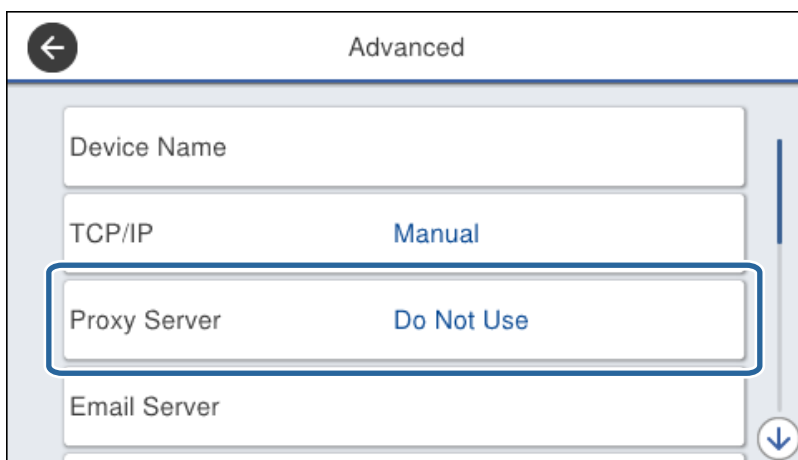 Advanced
Device Name
TCP/IP Manual
Proxy Server Do Not Use
Email Server